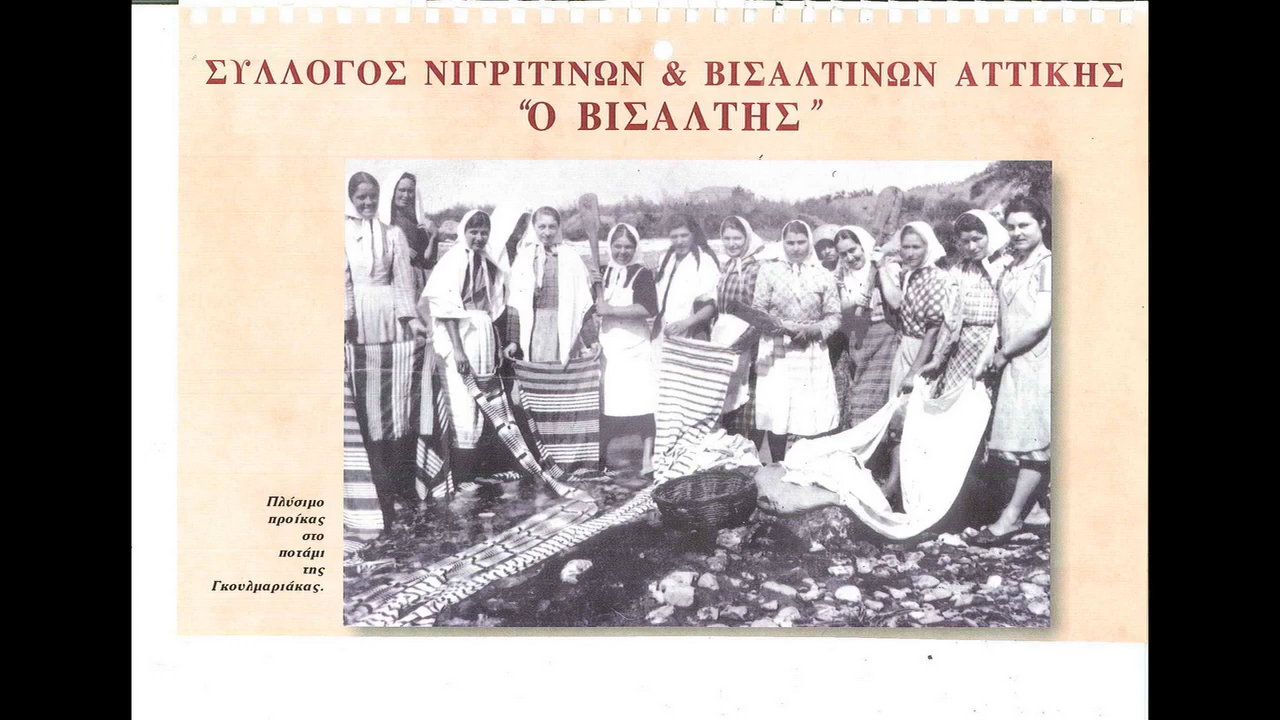 ΣΥΛΛΟΓΟΣ ΝΙΓΡΙΤΙΝΩΝ & ΒΙΣΑΛΤΙΝΩΝ ΑΤΤΙΚΗΣ
“Ο ΒΙΣΑΛΤΗΣ”
Πλύσιμο
προίκας
στο
ποτάμι
της
Γκουλμαριάκας.